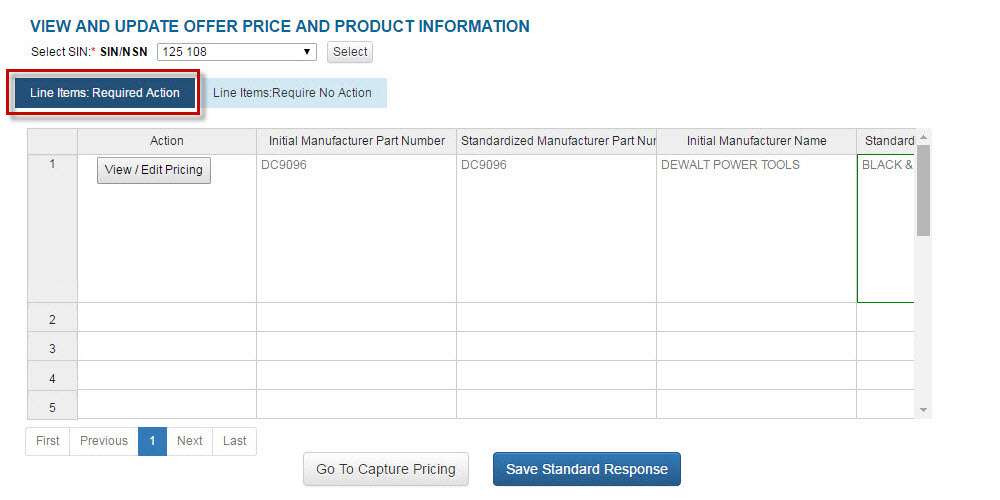 VIEW AND UPDATE OFFER PRICE AND PRODUCT INFORMATION
Select SIN:* SIN/NSN 125 108 Select
Line Items: Required Action Line Items:Require No Action
Action Initial Manufacturer Part Number Standardized Manufacturer Part Nur Initial Manufacturer Name Standard
1 View / Edit Pricing DC9096 DC9096 DEWALT POWER TOOLS BLACK &
2
3
4
5
First Previous 1 Next Last
Go To Capture Pricing Save Standard Response